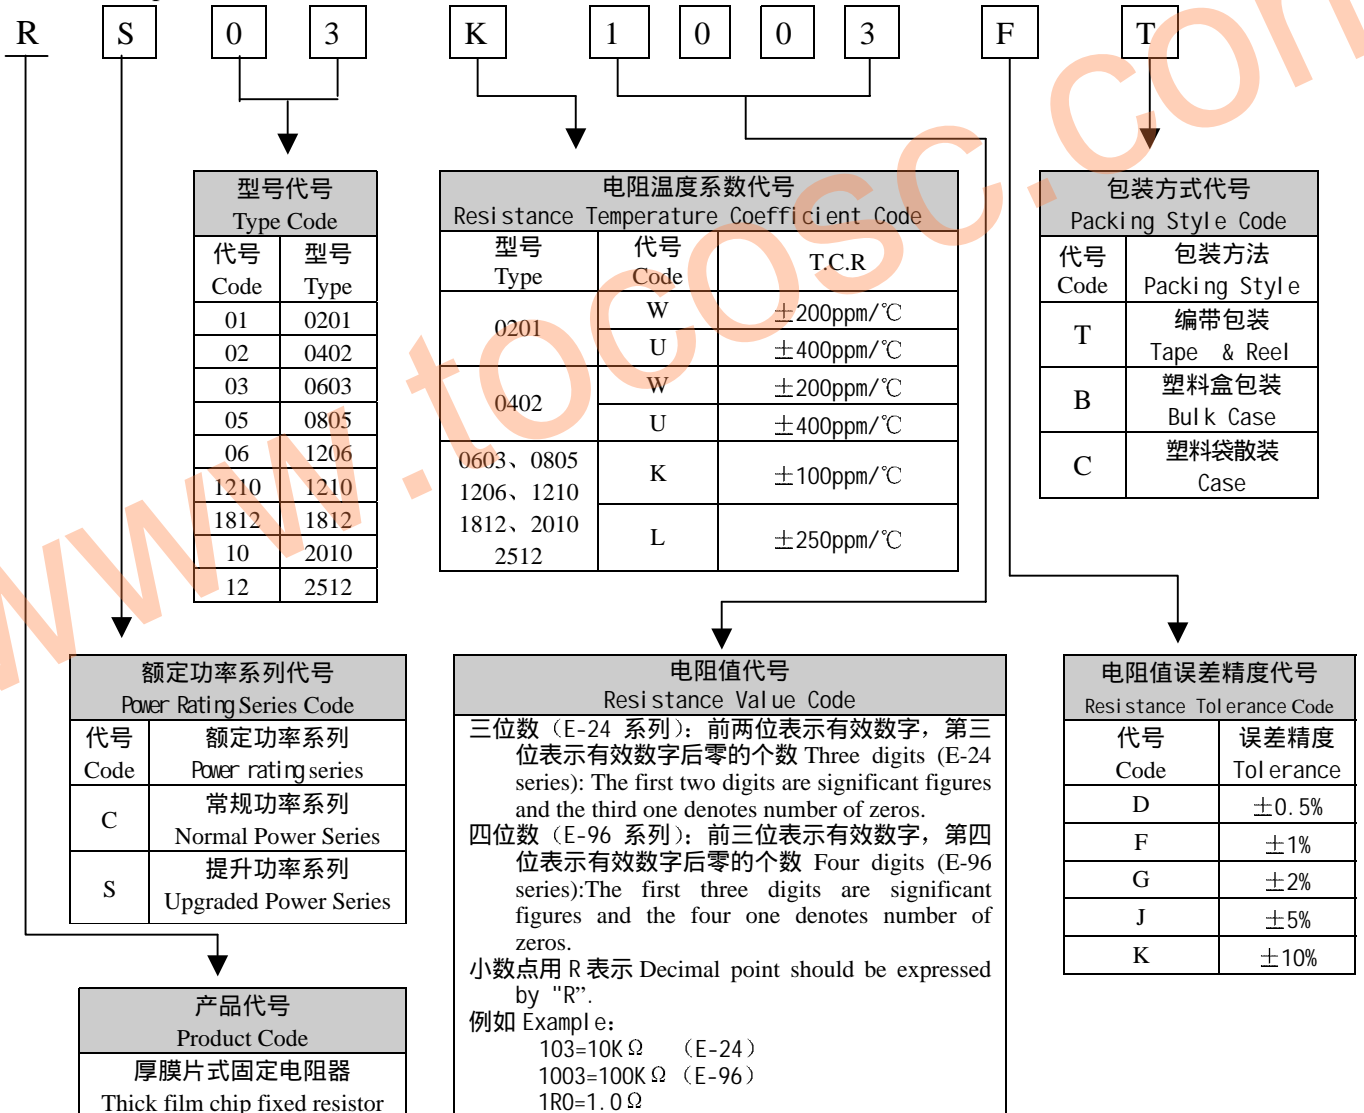 R S 0 3 K 1 0 0 3 F T
型号代号
Type Code
代号 型号
Code Type
01 0201
02 0402
03 0603
05 0805
06 1206
1210 1210
1812 1812
10 2010
12 2512
电阻温度系数代号
Resistance Temperature Coefficient Code
型号 代号 T.C.R
Type Code
0201 W ±200ppm/℃
U ±400ppm/℃
0402 W ±200ppm/℃
U ±400ppm/℃
0603、0805 K ±100ppm/℃
1206、1210
1812、2010 L ±250ppm/℃
2512
包装方式代号
Packing Style Code
代号 包装方法
Code Packing Style
T 编带包装
Tape & Reel
B 塑料盒包装
Bulk Case
C 塑料袋散装
Case
额定功率系列代号
Power Rating Series Code
代号 额定功率系列
Code Power rating series
C 常规功率系列
Normal Power Series
S 提升功率系列
Upgraded Power Series
产品代号
Product Code
厚膜片式固定电阻器
Thick film chip fixed resistor
电阻值代号
Resistance Value Code
三位数（E-24 系列）：前两位表示有效数字，第三
位表示有效数字后零的个数 Three digits (E-24
series): The first two digits are significant figures
and the third one denotes number of zeros.
四位数（E-96 系列）：前三位表示有效数字，第四
位表示有效数字后零的个数 Four digits (E-96
series):The first three digits are significant
figures and the four one denotes number of
zeros.
小数点用 R 表示 Decimal point should be expressed
by "R”.
例如 Example：
103=10KΩ （E-24）
1003=100KΩ （E-96）
1R0=1.0Ω
电阻值误差精度代号
Resistance Tolerance Code
代号 误差精度
Code Tolerance
D ±0.5%
F ±1%
G ±2%
J ±5%
K ±10%
www.tocosc.com